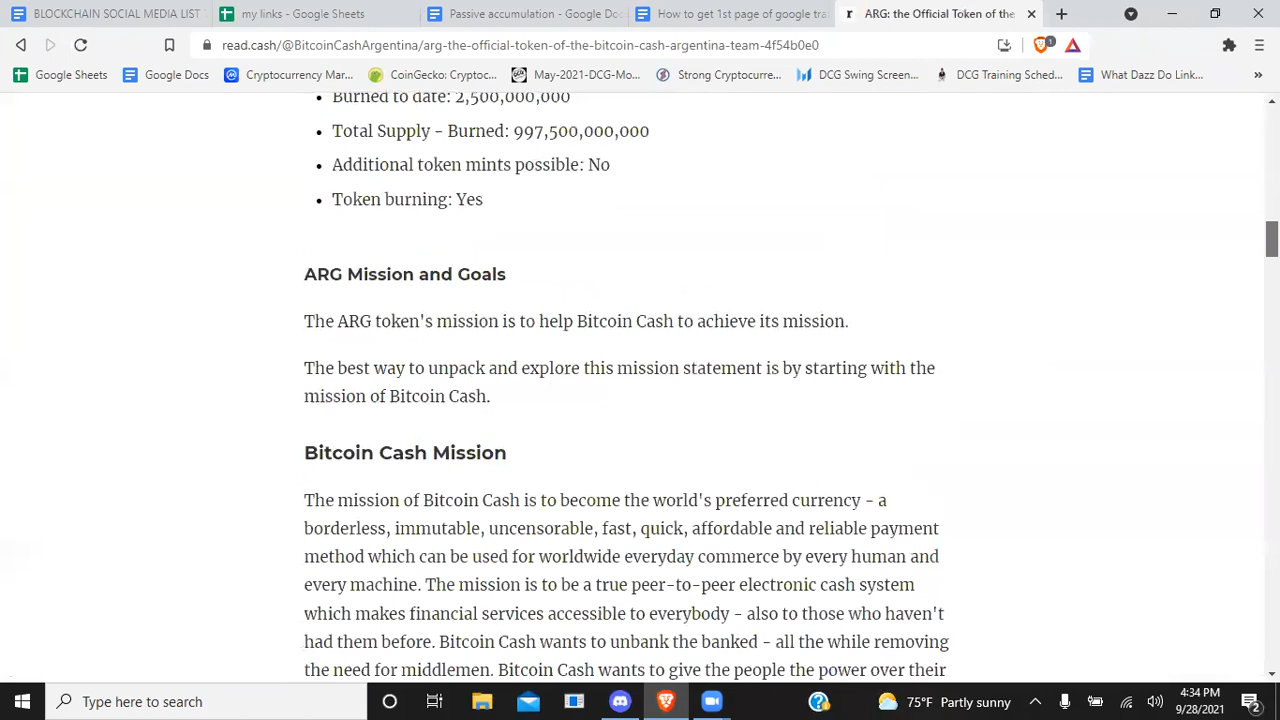 BLOCKCHAIN SOCIAL MEDIA LIST
my links - Google Sheets
Passive accumulation - Google Do
How to get 1st page of google tra
ARG: the Official Token of the
read.cash/@BitcoinCashArgentina/arg-the-official-token-of-the-bitcoin-cash-argentina-team-4f54b0e0
1
Google Sheets
Google Docs
Cryptocurrency Mar...
CoinGecko: Cryptoc...
May-2021-DCG-Mo...
Strong Cryptocurre...
DCG Swing Screen...
DCG Training Sched...
What Dazz Do Link...
»
Burned to date: 2,500,000,000
Total Supply - Burned: 997,500,000,000
Additional token mints possible: No
Token burning: Yes
ARG Mission and Goals
The ARG token's mission is to help Bitcoin Cash to achieve its mission.
The best way to unpack and explore this mission statement is by starting with the
mission of Bitcoin Cash.
Bitcoin Cash Mission
The mission of Bitcoin Cash is to become the world's preferred currency - a
borderless, immutable, uncensorable, fast, quick, affordable and reliable payment
method which can be used for worldwide everyday commerce by every human and
every machine. The mission is to be a true peer-to-peer electronic cash system
which makes financial services accessible to everybody - also to those who haven't
had them before. Bitcoin Cash wants to unbank the banked - all the while removing
the need for middlemen. Bitcoin Cash wants to give the people the power over their
Type here to search
75°F Partly sunny
4:34 PM
9/28/2021
2